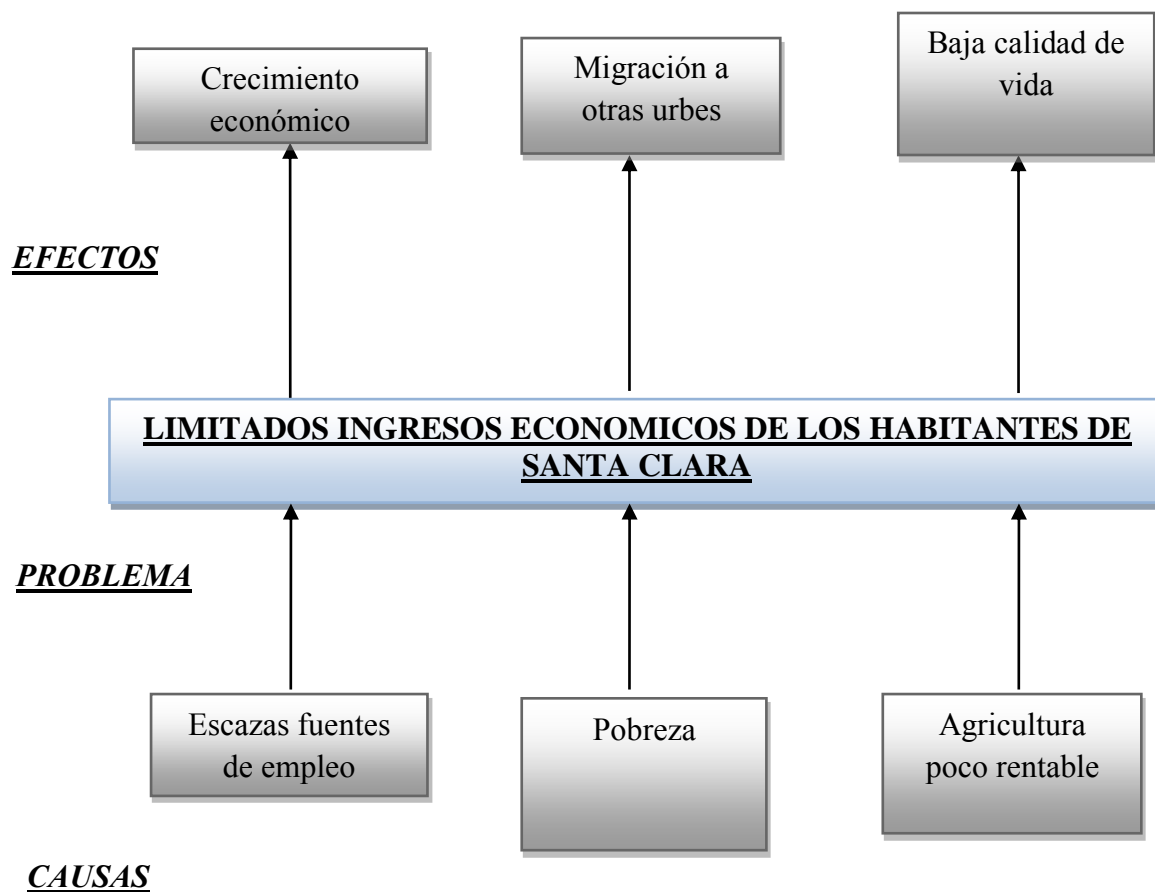 Crecimiento
económico
Migración a
otras urbes
Baja calidad de
vida
EFECTOS
LIMITADOS INGRESOS ECONOMICOS DE LOS HABITANTES DE
SANTA CLARA
PROBLEMA
Escazas fuentes
de empleo
Pobreza
Agricultura
poco rentable
CAUSAS